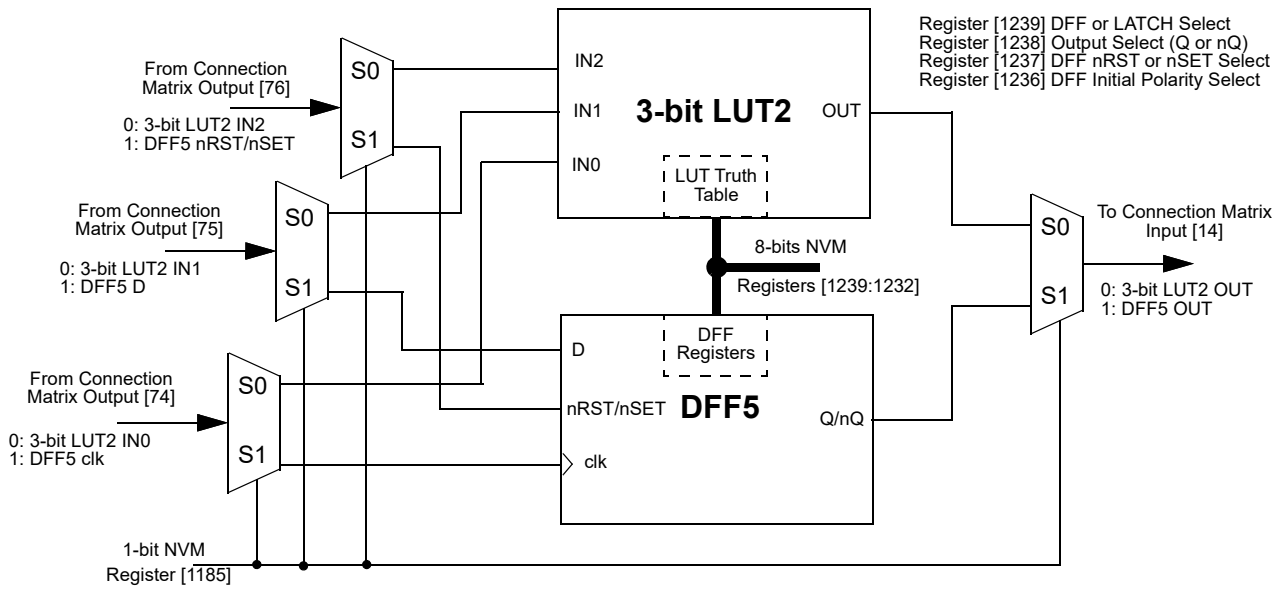 Register [1239] DFF or LATCH Select
Register [1238] Output Select (Q or nQ)
Register [1237] DFF nRST or nSET Select
Register [1236] DFF Initial Polarity Select
From Connection
Matrix Output [76]
0: 3-bit LUT2 IN2
1: DFF5 nRST/nSET
S0
S1
IN2
IN1
IN0
3-bit LUT2
OUT
LUT Truth
Table
From Connection
Matrix Output [75]
0: 3-bit LUT2 IN1
1: DFF5 D
S0
S1
8-bits NVM
Registers [1239:1232]
S0
S1
To Connection Matrix
Input [14]
0: 3-bit LUT2 OUT
1: DFF5 OUT
From Connection
Matrix Output [74]
0: 3-bit LUT2 IN0
1: DFF5 clk
S0
S1
DFF
Registers
D
nRST/nSET
clk
DFF5
Q/nQ
1-bit NVM
Register [1185]